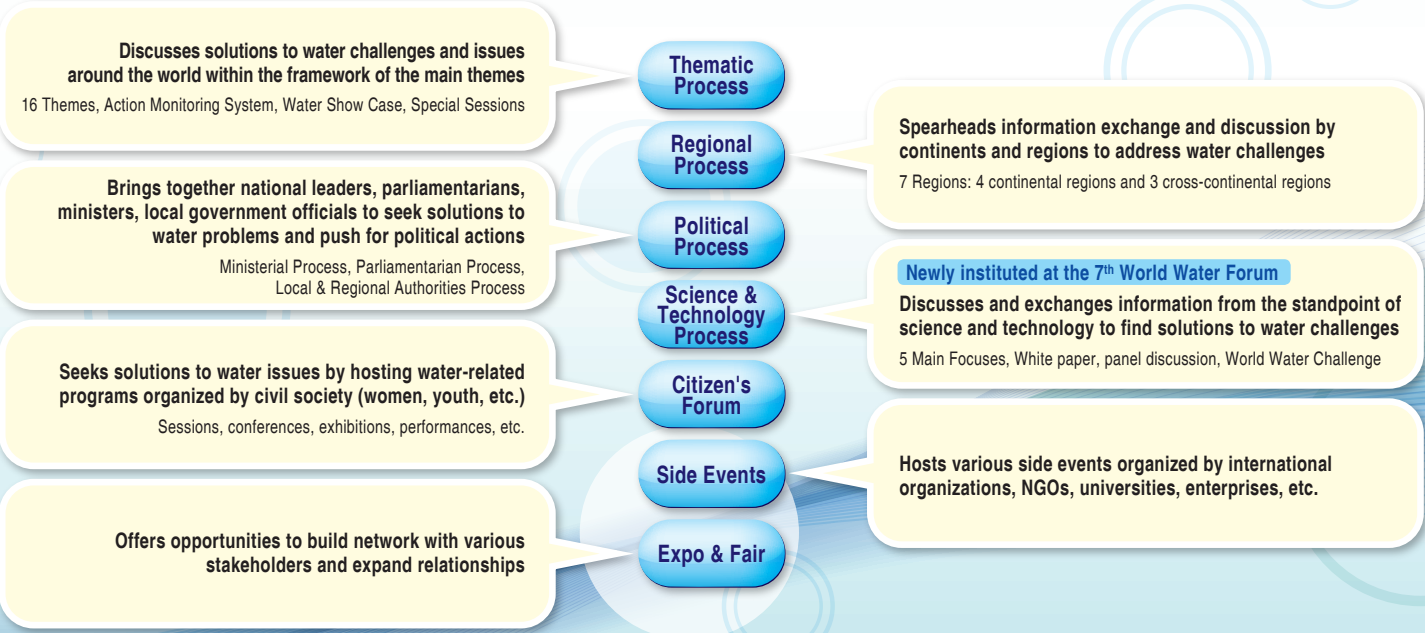 Discusses solutions to water challenges and issues
around the world within the framework of the main themes
16 Themes, Action Monitoring System, Water Show Case, Special Sessions
Thematic
Process
Regional
Process
Spearheads information exchange and discussion by
continents and regions to address water challenges
7 Regions: 4 continental regions and 3 cross-continental regions
Brings together national leaders, parliamentarians,
ministers, local government officials to seek solutions to
water problems and push for political actions
Ministerial Process, Parliamentarian Process,
Local & Regional Authorities Process
Political
Process
Science &
Technology
Process
Newly instituted at the 7th World Water Forum
Discusses and exchanges information from the standpoint of
science and technology to find solutions to water challenges
5 Main Focuses, White paper, panel discussion, World Water Challenge
Seeks solutions to water issues by hosting water-related
programs organized by civil society (women, youth, etc.)
Sessions, conferences, exhibitions, performances, etc.
Citizen's
Forum
Side Events
Hosts various side events organized by international
organizations, NGOs, universities, enterprises, etc.
Offers opportunities to build network with various
stakeholders and expand relationships
Expo & Fair